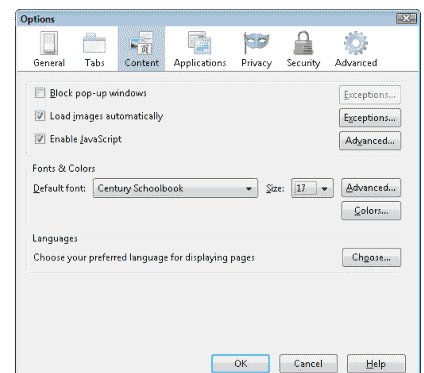 Options
General Tabs Content Applications Privacy Security Advanced
Block pop-up windows Exceptions...
Load images automatically Exceptions...
Enable JavaScript Advanced...
Fonts & Colors
Default font: Century Schoolbook Size: 17 Advanced...
Colors...
Languages
Choose your preferred language for displaying pages Choose...
OK Cancel Help